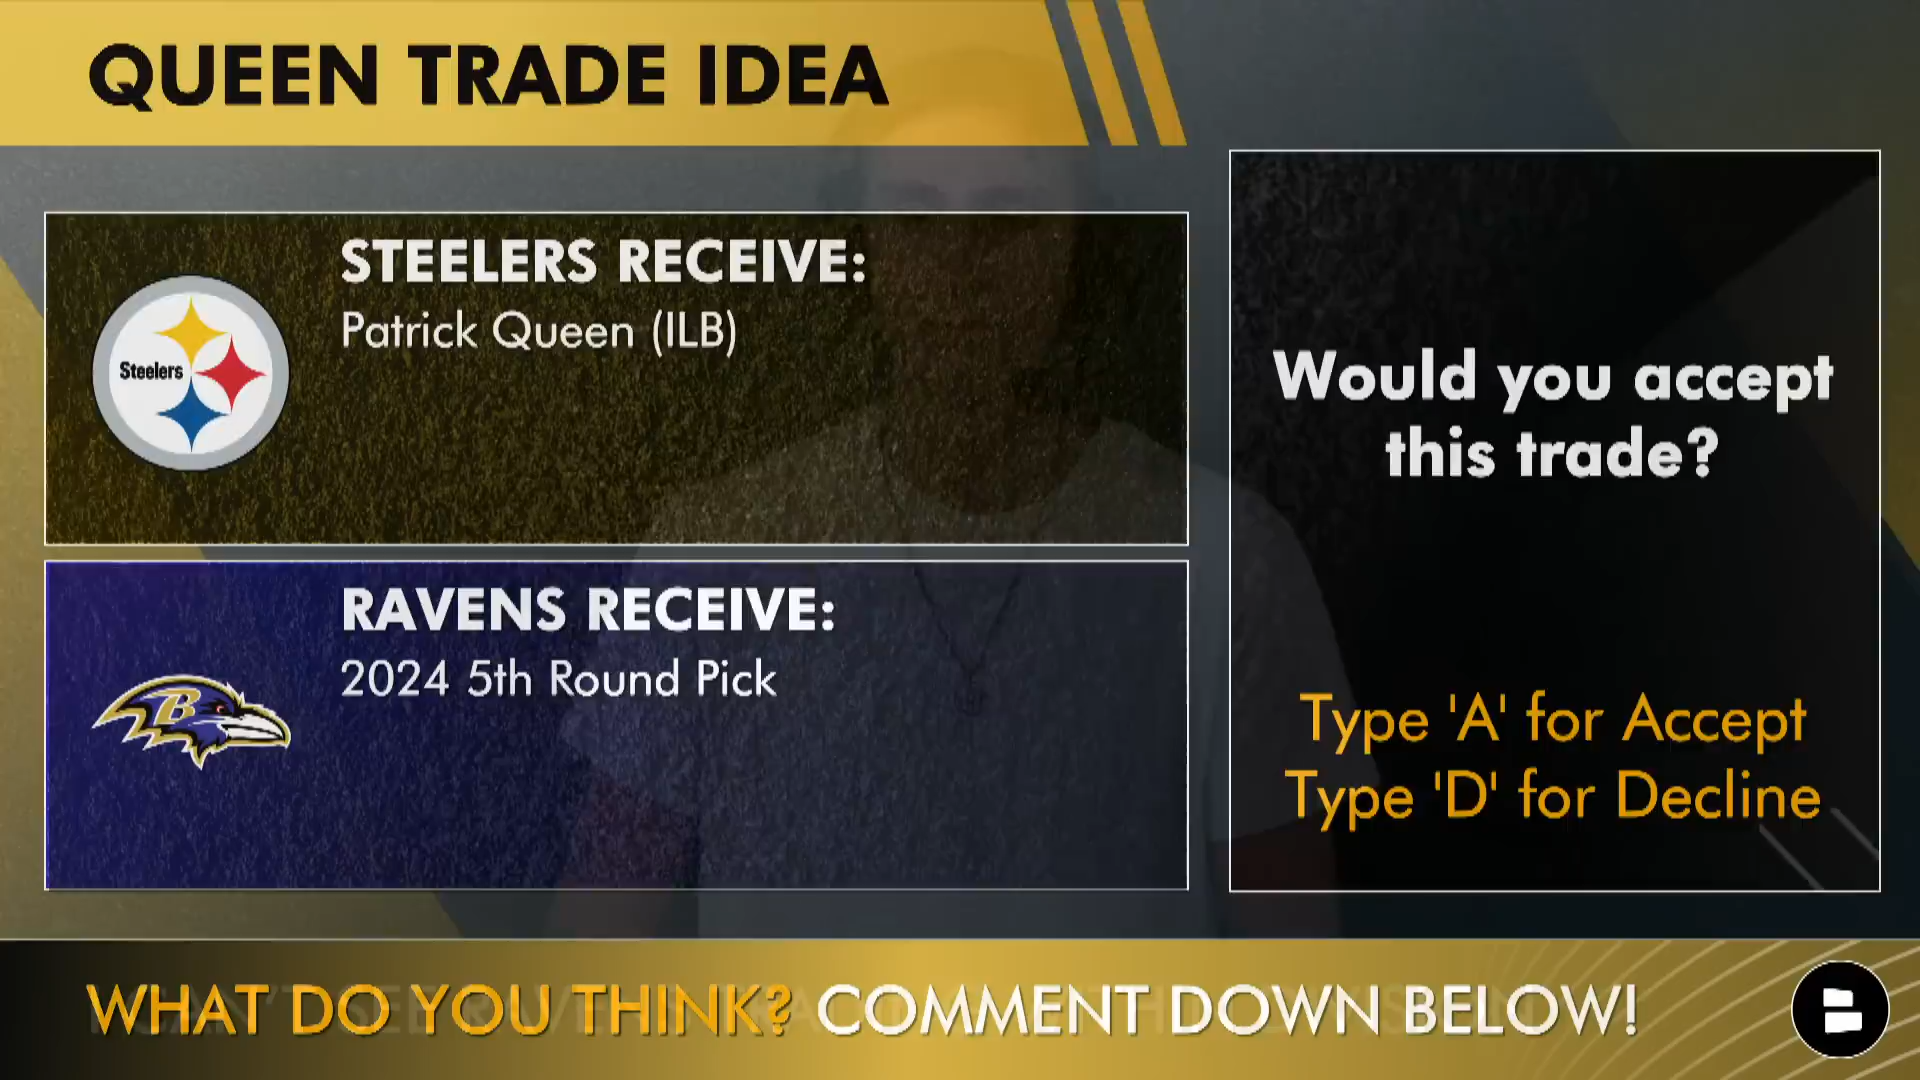 QUEEN TRADE IDEA
STEELERS RECEIVE:
Patrick Queen (ILB)
Steelers
RAVENS RECEIVE:
2024 5th Round Pick
B
Would you accept
this trade?
Type 'A' for Accept
Type 'D' for Decline
WHAT DO YOU THINK? COMMENT DOWN BELOW!